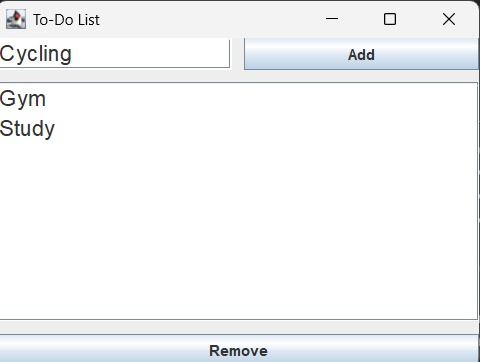 To-Do List
Cycling
Add
Gym
Study
Remove